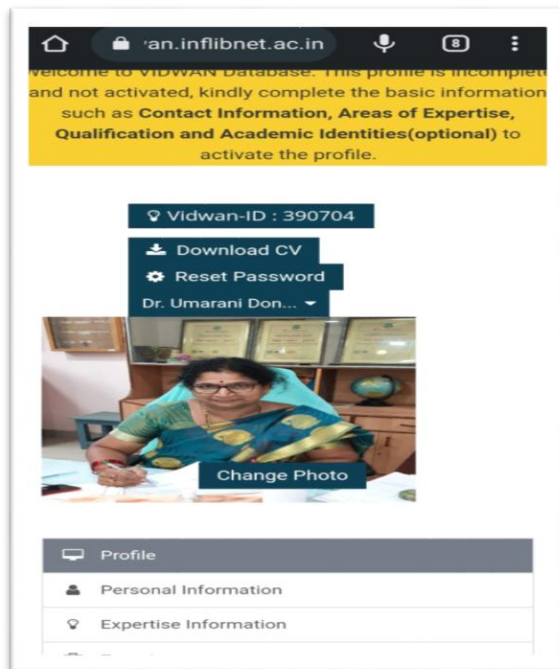 van.inflibnet.ac.in
8
Welcome to VIDWAN Database. This profile is incomplete
and not activated, kindly complete the basic information
such as Contact Information, Areas of Expertise,
Qualification and Academic Identities(optional) to
activate the profile.
Vidwan-ID : 390704
Download CV
Reset Password
Dr. Umarani Don...
Change Photo
Profile
Personal Information
Expertise Information